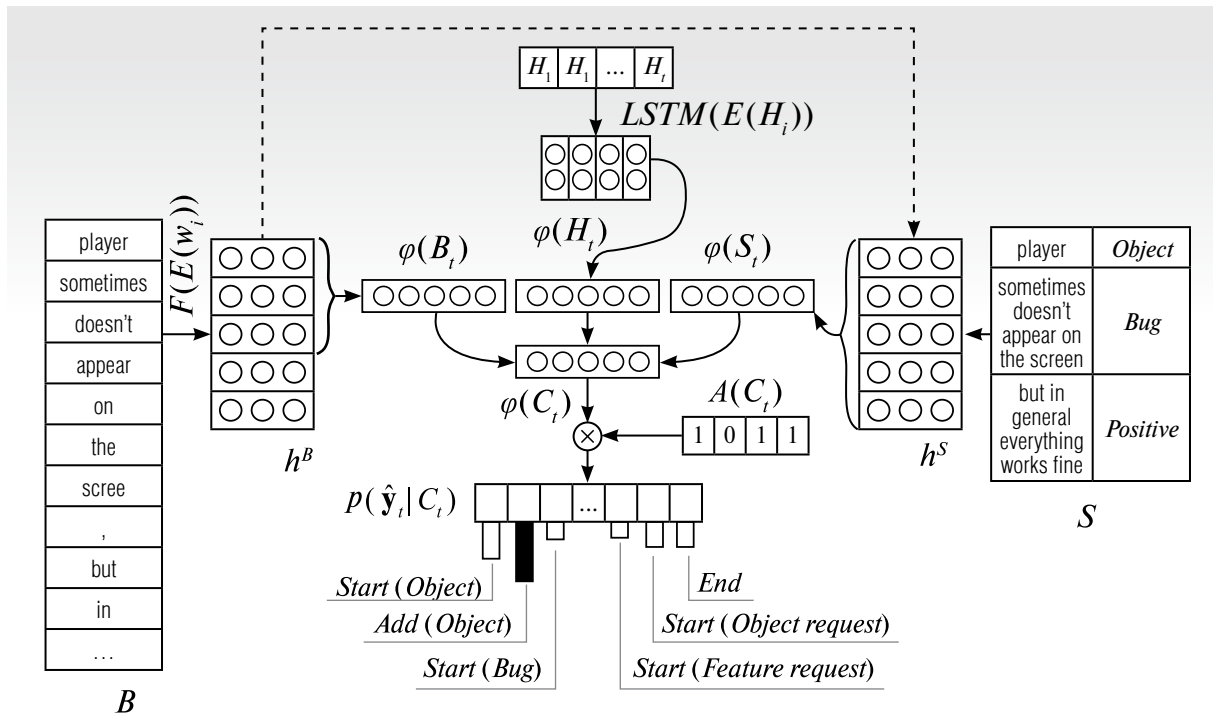 H₁ H₁ ... Hₜ
LSTM(E(Hᵢ))
F(E(wᵢ))
player
sometimes
doesn't
appear
on
the
scree
,
but
in
...
B
hᴮ
φ(Bₜ)
φ(Hₜ)
φ(Sₜ)
φ(Cₜ)
A(Cₜ)
1 0 1 1
×
p(ŷₜ|Cₜ)
...
Start (Object)
Add (Object)
Start (Bug)
End
Start (Object request)
Start (Feature request)
hˢ
player Object
sometimes
doesn't
appear on
the screen
Bug
but in
general
everything
works fine
Positive
S